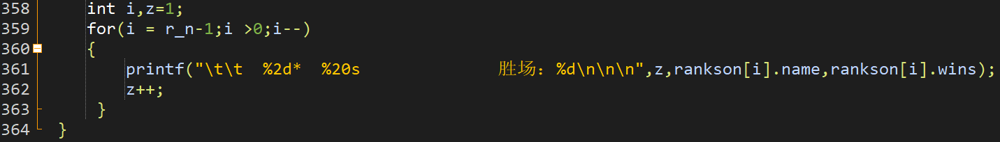 358 int i,z=1;
359 for(i = r_n-1;i >0;i--)
360 {
361 printf("\t\t  %2d*  %20s              胜场：%d\n\n\n",z,rankson[i].name,rankson[i].wins);
362 z++;
363 }
364 }